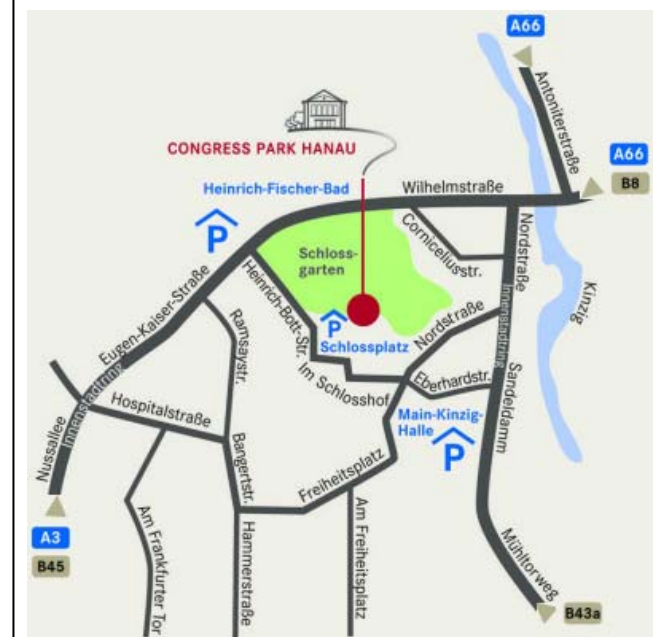 A66
Antoniterstraße
CONGRESS PARK HANAU
A66
B8
Heinrich-Fischer-Bad
Wilhelmstraße
P
Corniceliusstr.
Nordstraße
Schloss-
garten
Kinzig
Eugen-Kaiser-Straße
Heinrich-Bott-Str.
Innenstadtring
Nordstraße
P
Schlossplatz
Ramsaystr.
Im Schlosshof
Eberhardstr.
Sandeldamm
Innenstadtring
Nussallee
Hospitalstraße
Main-Kinzig-
Halle
P
Bangertstr.
Freiheitsplatz
A3
B45
Am Frankfurter Tor
Hammerstraße
Am Freiheitsplatz
Mühltorweg
B43a